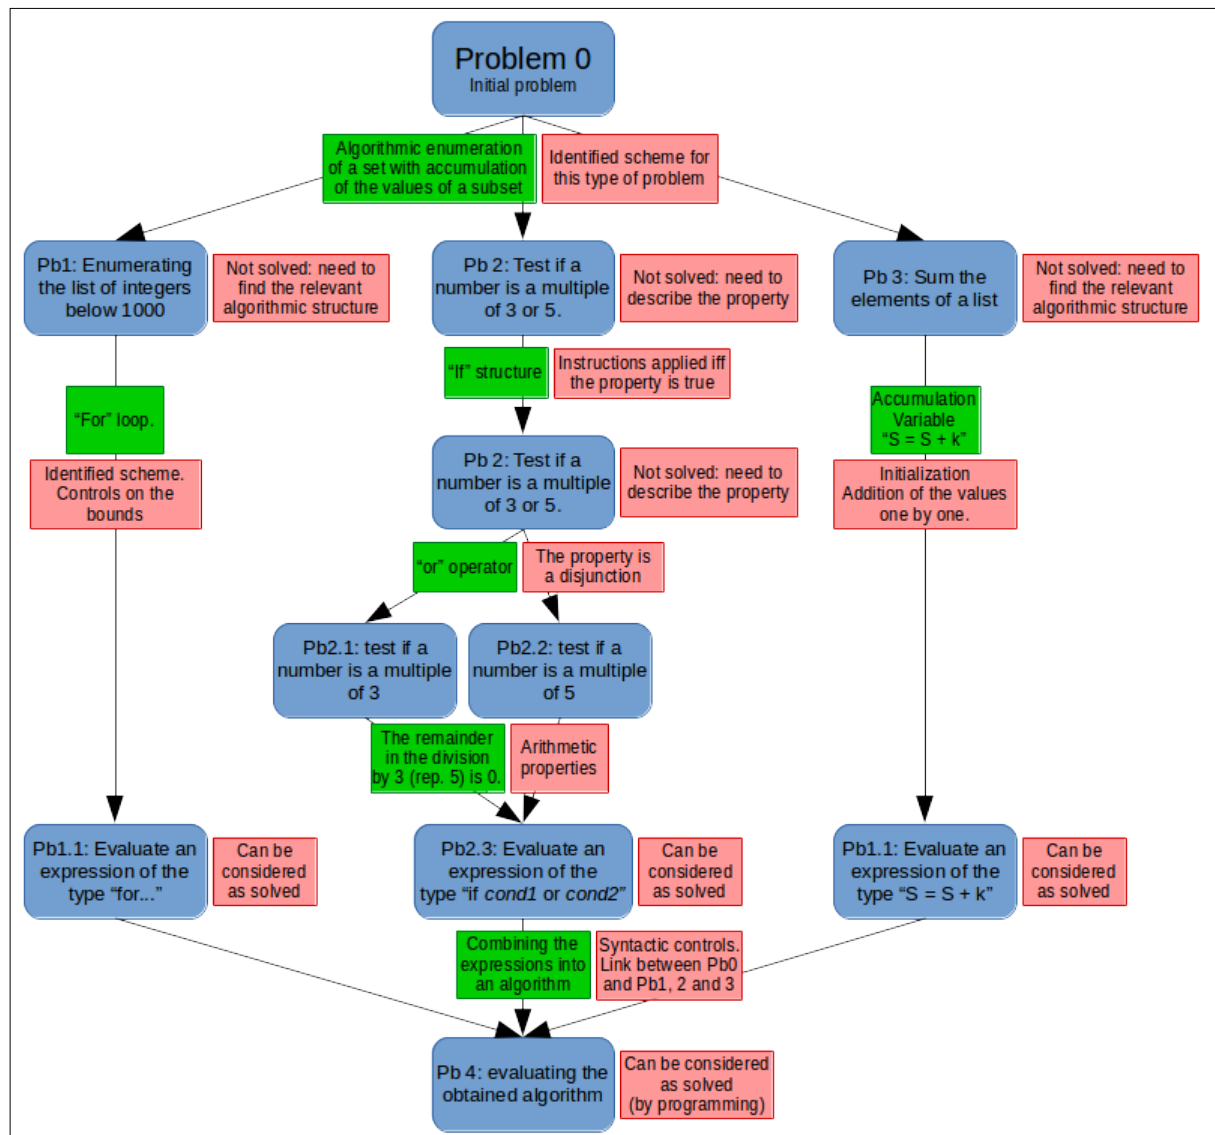 Problem 0
Initial problem
Algorithmic enumeration
of a set with accumulation
of the values of a subset
Identified scheme for
this type of problem
Pb1: Enumerating
the list of integers
below 1000
Not solved: need to
find the relevant
algorithmic structure
Pb 2: Test if a
number is a multiple
of 3 or 5.
Not solved: need to
describe the property
Pb 3: Sum the
elements of a list
Not solved: need to
find the relevant
algorithmic structure
“If” structure
Instructions applied iff
the property is true
“For” loop.
Accumulation
Variable
“S = S + k”
Identified scheme.
Controls on the
bounds
Pb 2: Test if a
number is a multiple
of 3 or 5.
Not solved: need to
describe the property
Initialization
Addition of the values
one by one.
“or” operator
The property is
a disjunction
Pb2.1: test if a
number is a multiple
of 3
Pb2.2: test if a
number is a multiple
of 5
The remainder
in the division
by 3 (rep. 5) is 0.
Arithmetic
properties
Pb1.1: Evaluate an
expression of the
type “for...”
Can be
considered
as solved
Pb2.3: Evaluate an
expression of the
type “if cond1 or cond2”
Can be
considered
as solved
Pb1.1: Evaluate an
expression of the
type “S = S + k”
Can be
considered
as solved
Combining the
expressions into
an algorithm
Syntactic controls.
Link between Pb0
and Pb1, 2 and 3
Pb 4: evaluating the
obtained algorithm
Can be considered
as solved
(by programming)